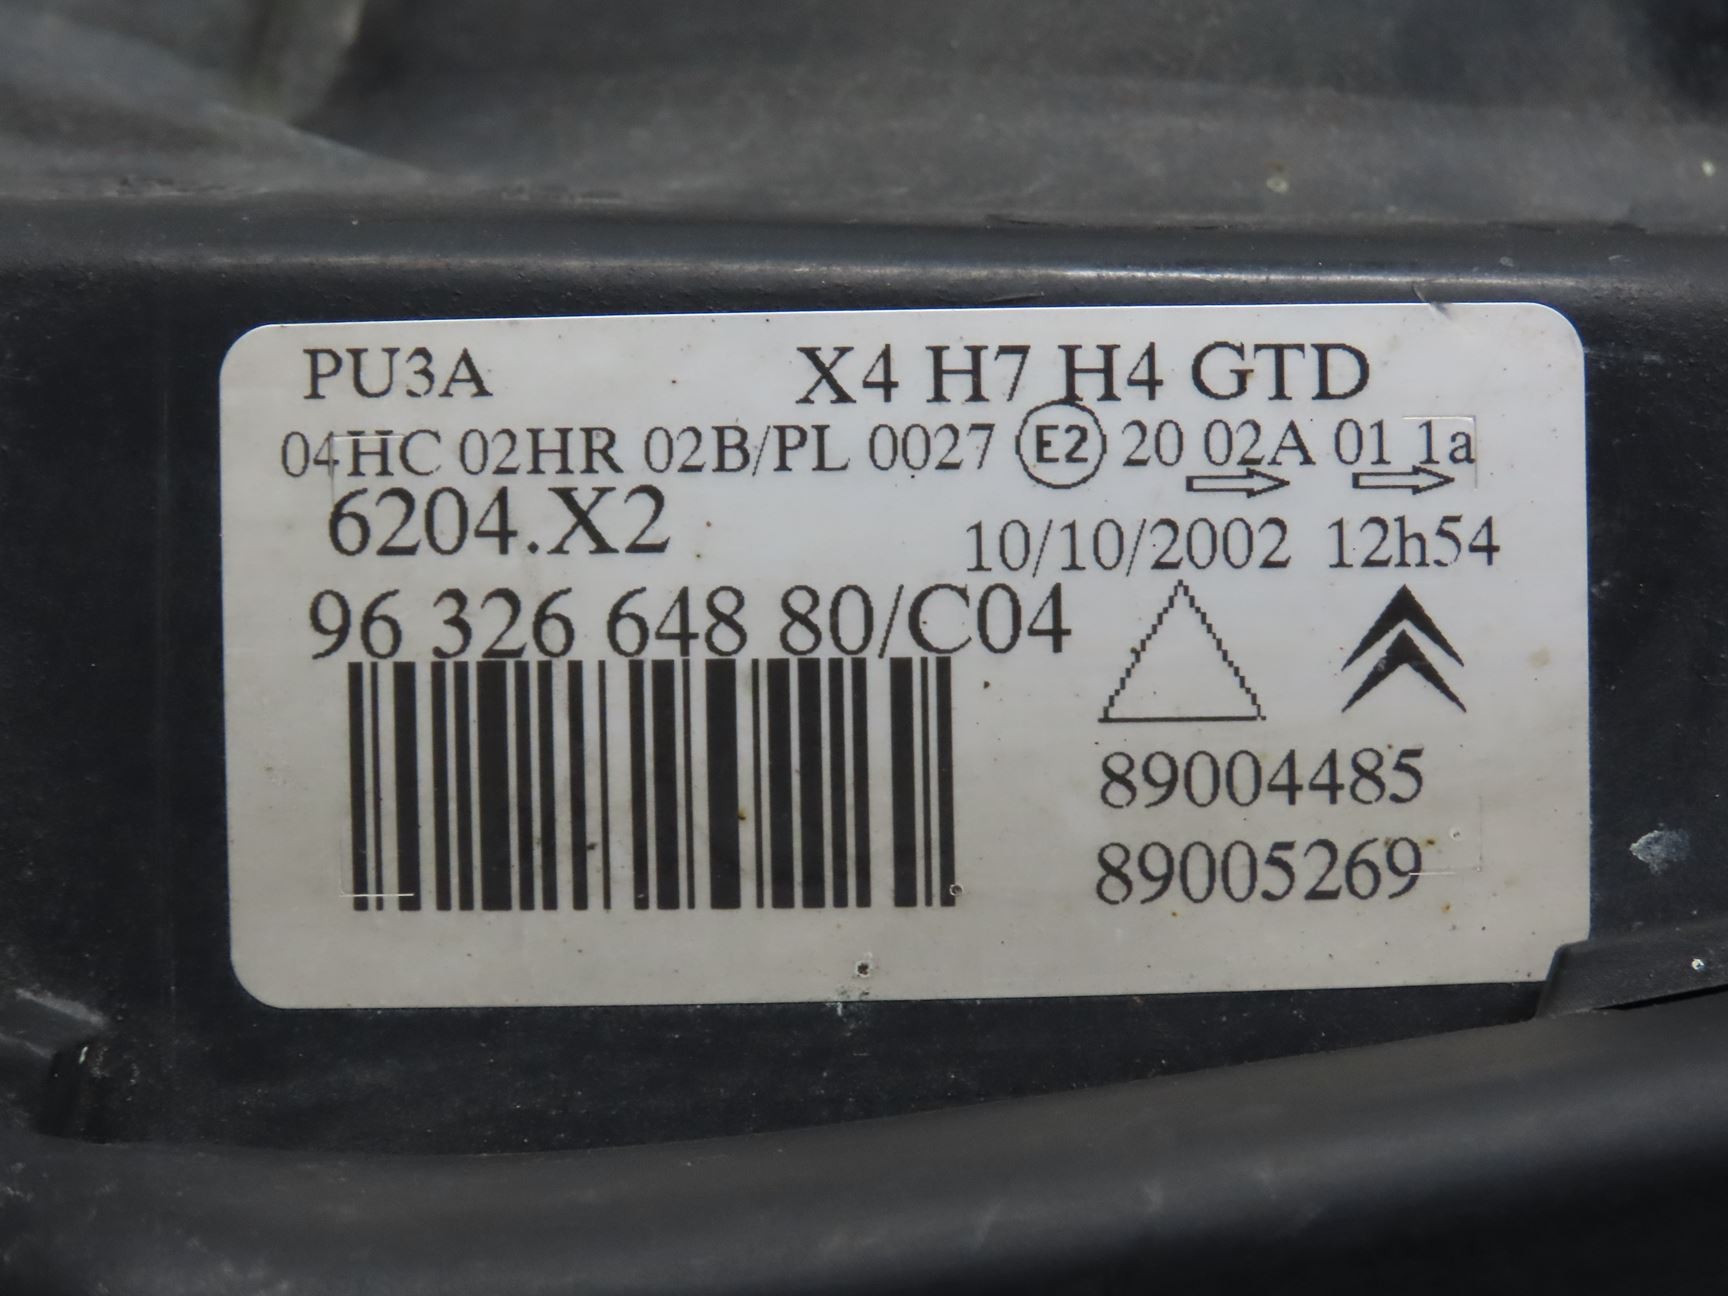 PU3A X4 H7 H4 GTD
04HC 02HR 02B/PL 0027 E2 20 02A 01 1a
6204.X2 10/10/2002 12h54
96 326 648 80/C04
89004485
89005269